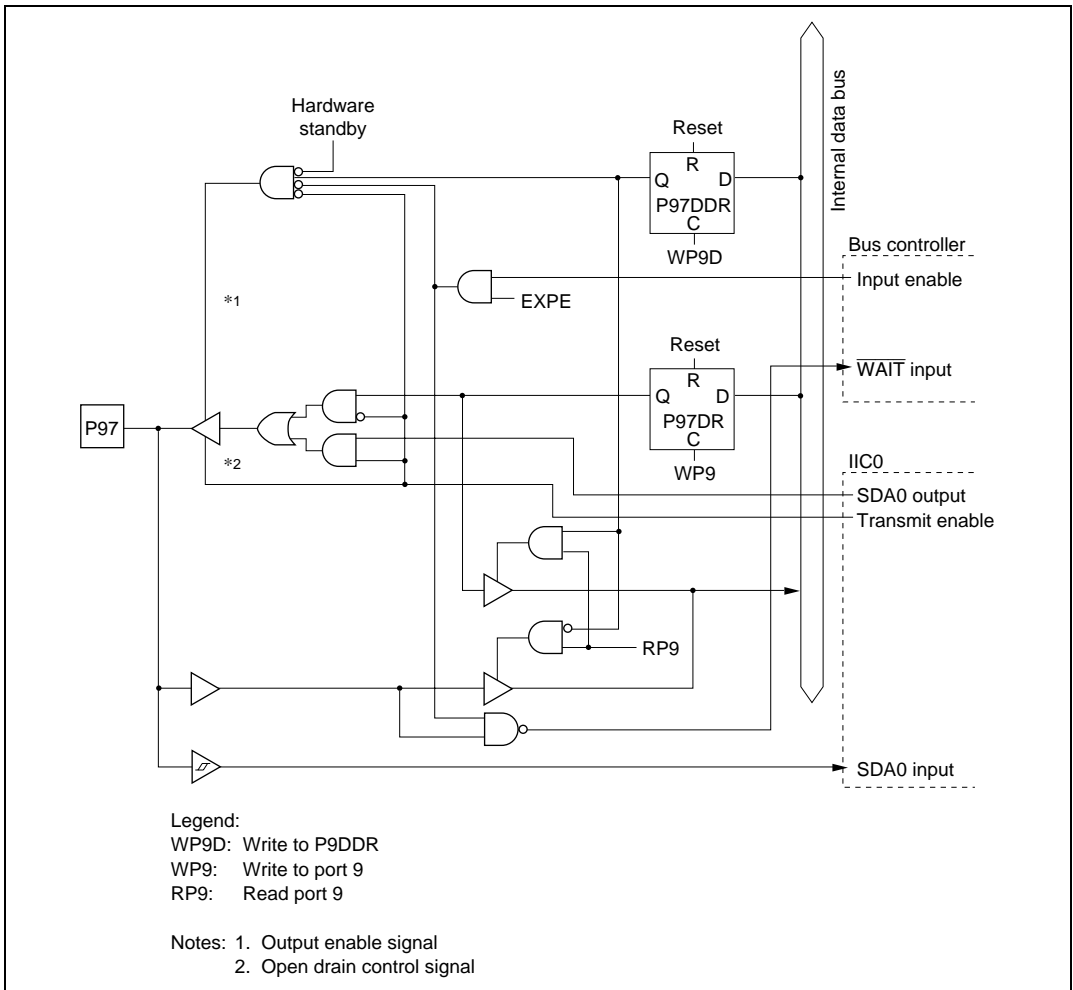 Hardware
standby
Reset
R
Q D
P97DDR
C
WP9D
Internal data bus
Bus controller
Input enable
EXPE
*1
Reset
R
Q D
P97DR
C
WP9
WAIT input
P97
*2
IIC0
SDA0 output
Transmit enable
RP9
SDA0 input
Legend:
WP9D: Write to P9DDR
WP9: Write to port 9
RP9: Read port 9
Notes: 1. Output enable signal
2. Open drain control signal